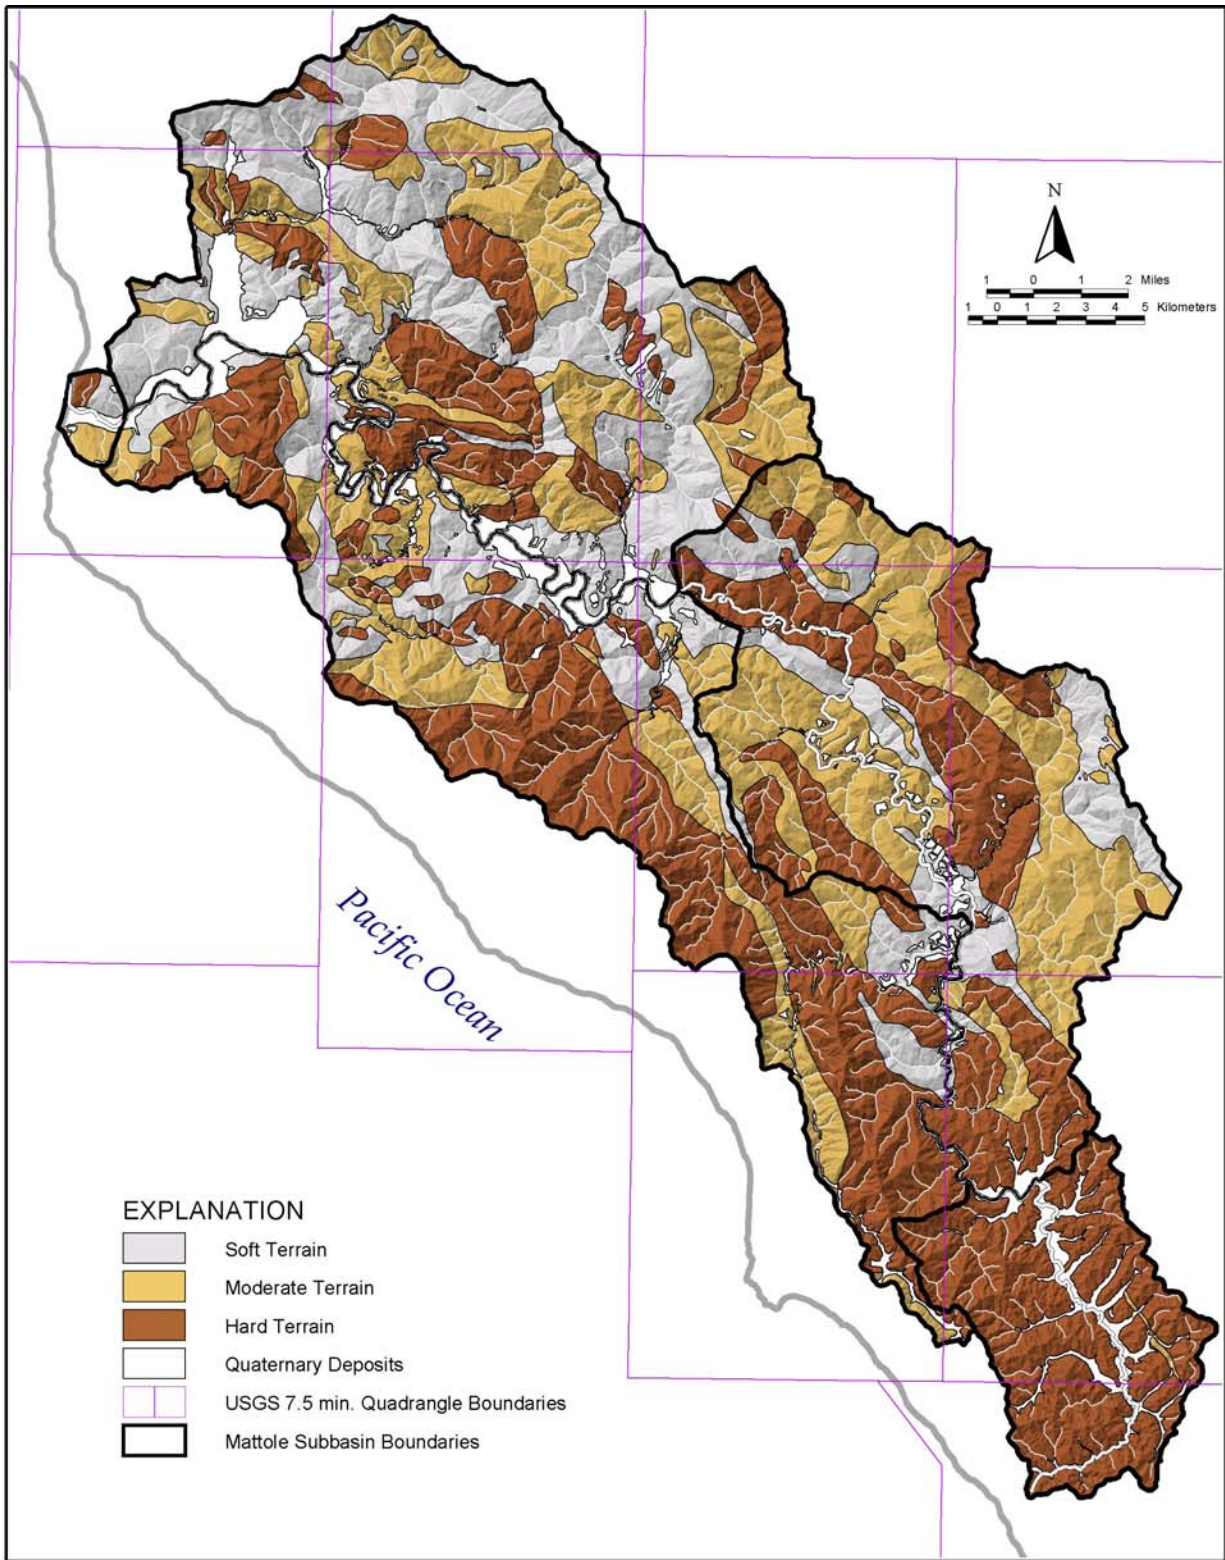 N
1 0 1 2 Miles
1 0 1 2 3 4 5 Kilometers
Pacific Ocean
EXPLANATION
Soft Terrain
Moderate Terrain
Hard Terrain
Quaternary Deposits
USGS 7.5 min. Quadrangle Boundaries
Mattole Subbasin Boundaries